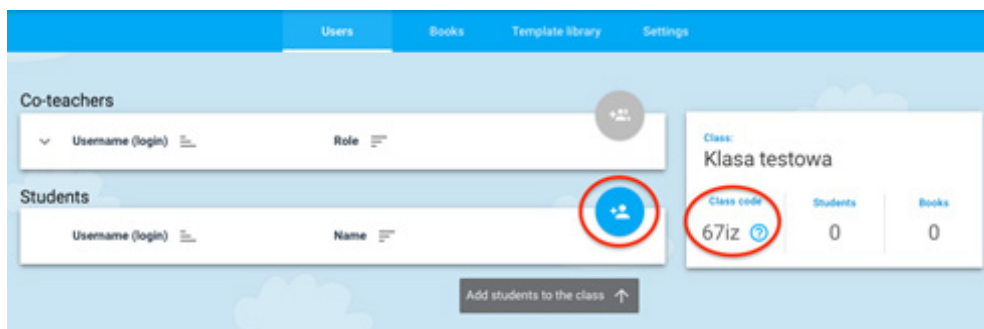 Users Books Template library Settings
Co-teachers
Username (login) Role
Students
Username (login) Name
Add students to the class
Class:
Klasa testowa
Class code Students Books
67iz 0 0